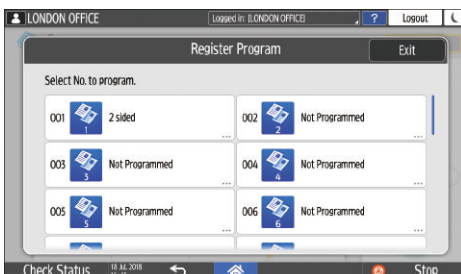 LONDON OFFICE
Logged in: [LONDON OFFICE]
?
Logout
Register Program
Exit
Select No. to program.
001 1 2 sided ...
002 2 Not Programmed ...
003 3 Not Programmed ...
004 4 Not Programmed ...
005 5 Not Programmed ...
006 6 Not Programmed ...
Check Status
18 Jul. 2018
Stop